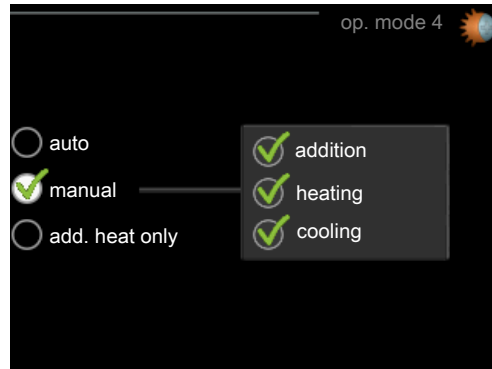 op. mode 4
auto
manual
add. heat only
addition
heating
cooling